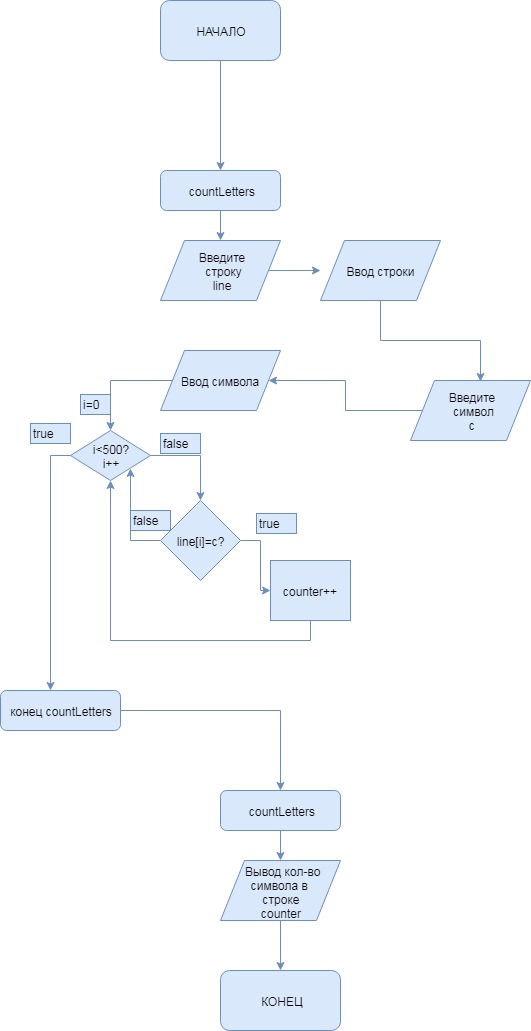 НАЧАЛО
countLetters
Введите
строку
line
Ввод строки
Введите
символ
c
Ввод символа
i=0
true
i<500?
i++
false
false
line[i]=c?
true
counter++
конец countLetters
countLetters
Вывод кол-во
символа в
строке
counter
КОНЕЦ